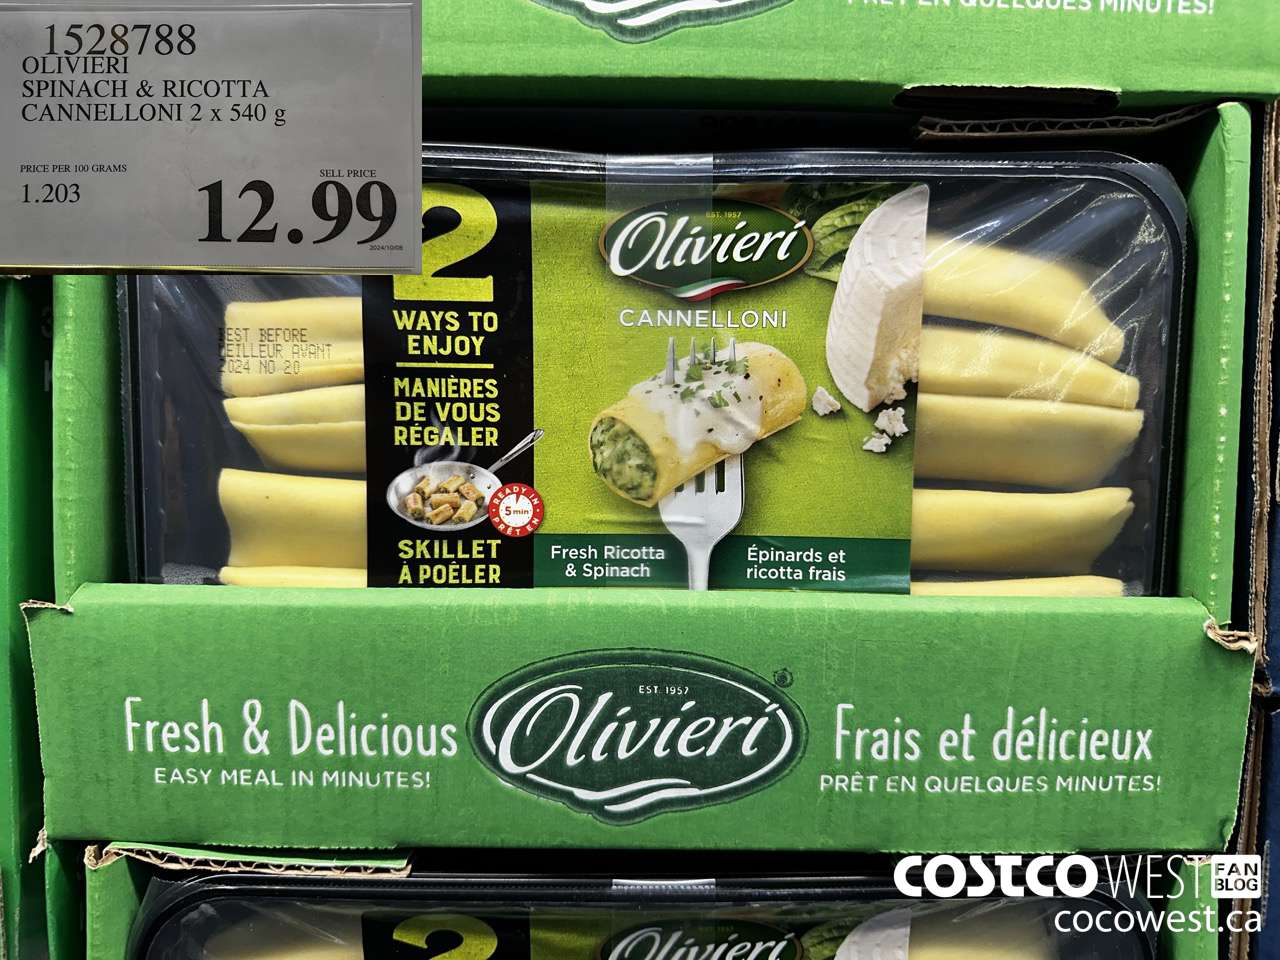 PRÊT EN QUELQUES MINUTES!
1528788
OLIVIERI
SPINACH & RICOTTA
CANNELLONI 2 x 540 g
PRICE PER 100 GRAMS
1.203
SELL PRICE
12.99
2024/10/08
2
WAYS TO
ENJOY
MANIÈRES
DE VOUS
RÉGALER
READY IN
5 min
PRÊT EN
SKILLET
À POÊLER
BEST BEFORE
MEILLEUR AVANT
2024 NO 20
EST. 1957
Olivieri
CANNELLONI
Fresh Ricotta
& Spinach
Épinards et
ricotta frais
Fresh & Delicious
EASY MEAL IN MINUTES!
EST. 1957
Olivieri
Frais et délicieux
PRÊT EN QUELQUES MINUTES!
2
Olivieri
COSTCO WEST FAN BLOG
cocowest.ca